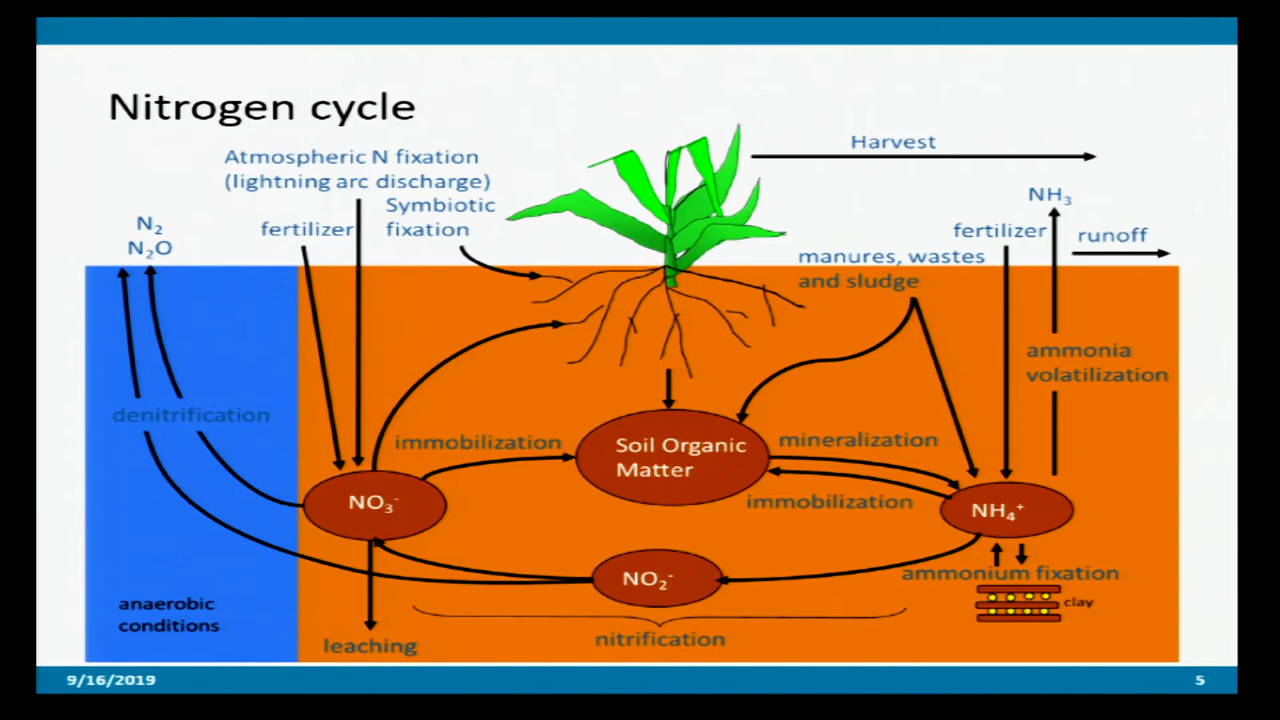 Nitrogen cycle
Atmospheric N fixation
(lightning arc discharge)
Symbiotic
fixation
fertilizer
N₂
N₂O
Harvest
NH₃
fertilizer
runoff
manures, wastes
and sludge
ammonia
volatilization
denitrification
immobilization
Soil Organic
Matter
mineralization
immobilization
NO₃⁻
NH₄⁺
NO₂⁻
ammonium fixation
clay
anaerobic
conditions
leaching
nitrification
9/16/2019
5